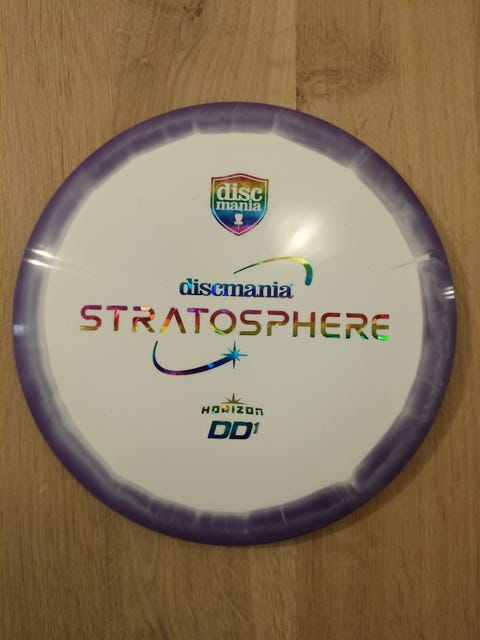 disc
mania
discmania
STRATOSPHERE
HORIZON
DD1